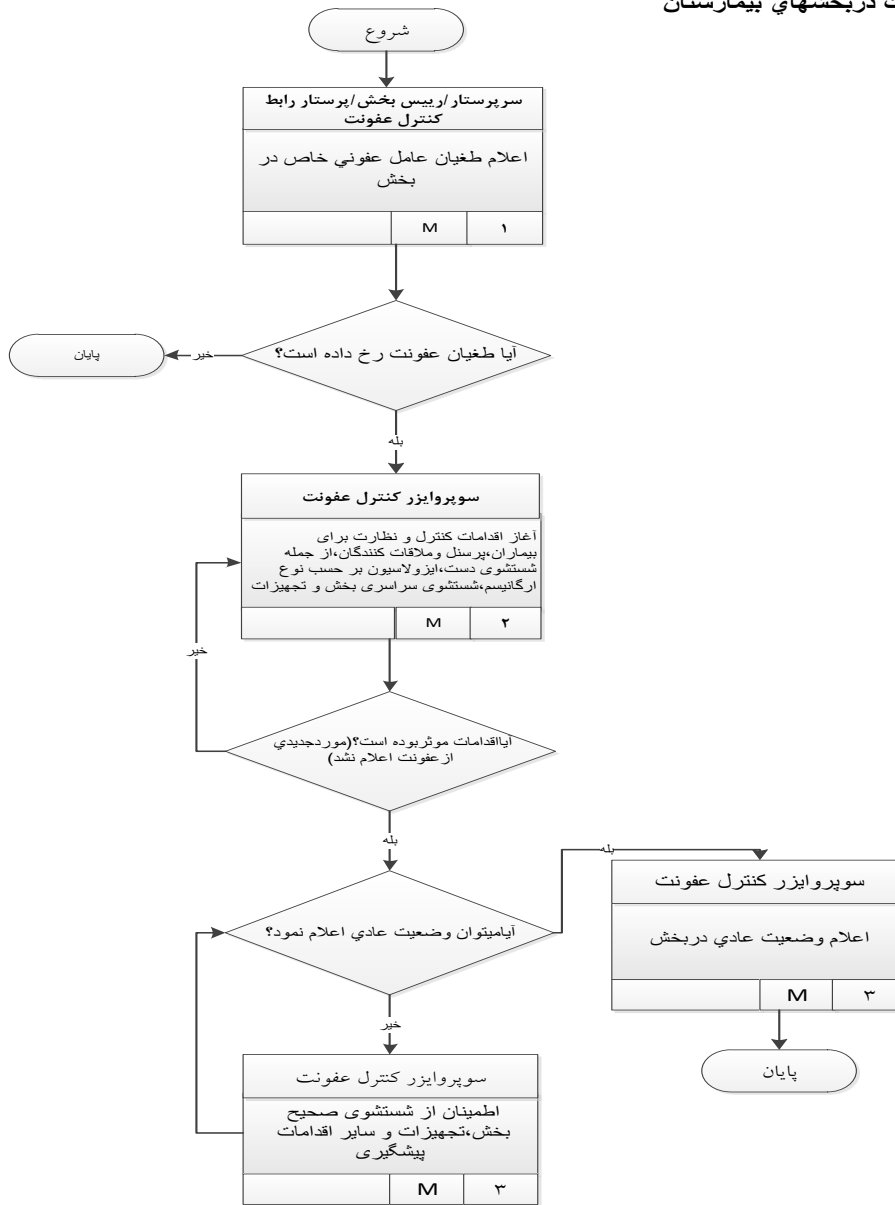 ت دربخشهاي بيمارستان
شروع
سرپرستار/رییس بخش/پرستار رابط
کنترل عفونت
اعلام طغيان عامل عفوني خاص در
بخش
M ۱
آیا طغیان عفونت رخ داده است؟
خیر
پایان
بله
سوپروایزر کنترل عفونت
آغاز اقدامات کنترل و نظارت برای
بیماران،پرسنل وملاقات کنندگان،از جمله
شستشوی دست،ایزولاسیون بر حسب نوع
ارگانیسم،شستشوی سراسری بخش و تجهیزات
M ۲
خیر
آیااقدامات موثربوده است؟(موردجدیدي
ازعفونت اعلام نشد)
بله
آیامیتوان وضعیت عادي اعلام نمود؟
بله
سوپروایزر کنترل عفونت
اعلام وضعیت عادي دربخش
M ۳
پایان
خیر
سوپروایزر کنترل عفونت
اطمینان از شستشوی صحیح
بخش،تجهیزات و سایر اقدامات
پیشگیری
M ۳